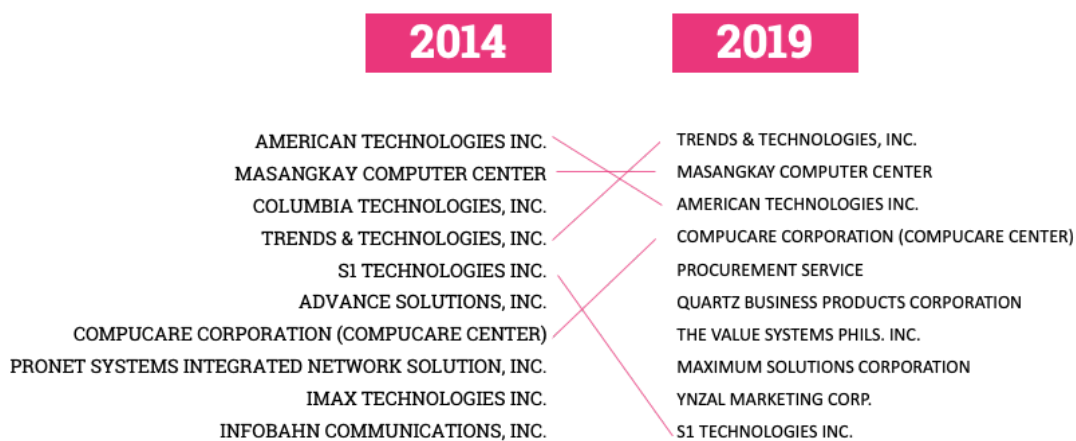 2014
2019
AMERICAN TECHNOLOGIES INC.
MASANGKAY COMPUTER CENTER
COLUMBIA TECHNOLOGIES, INC.
TRENDS & TECHNOLOGIES, INC.
S1 TECHNOLOGIES INC.
ADVANCE SOLUTIONS, INC.
COMPUCARE CORPORATION (COMPUCARE CENTER)
PRONET SYSTEMS INTEGRATED NETWORK SOLUTION, INC.
IMAX TECHNOLOGIES INC.
INFOBAHN COMMUNICATIONS, INC.
TRENDS & TECHNOLOGIES, INC.
MASANGKAY COMPUTER CENTER
AMERICAN TECHNOLOGIES INC.
COMPUCARE CORPORATION (COMPUCARE CENTER)
PROCUREMENT SERVICE
QUARTZ BUSINESS PRODUCTS CORPORATION
THE VALUE SYSTEMS PHILS. INC.
MAXIMUM SOLUTIONS CORPORATION
YNZAL MARKETING CORP.
S1 TECHNOLOGIES INC.